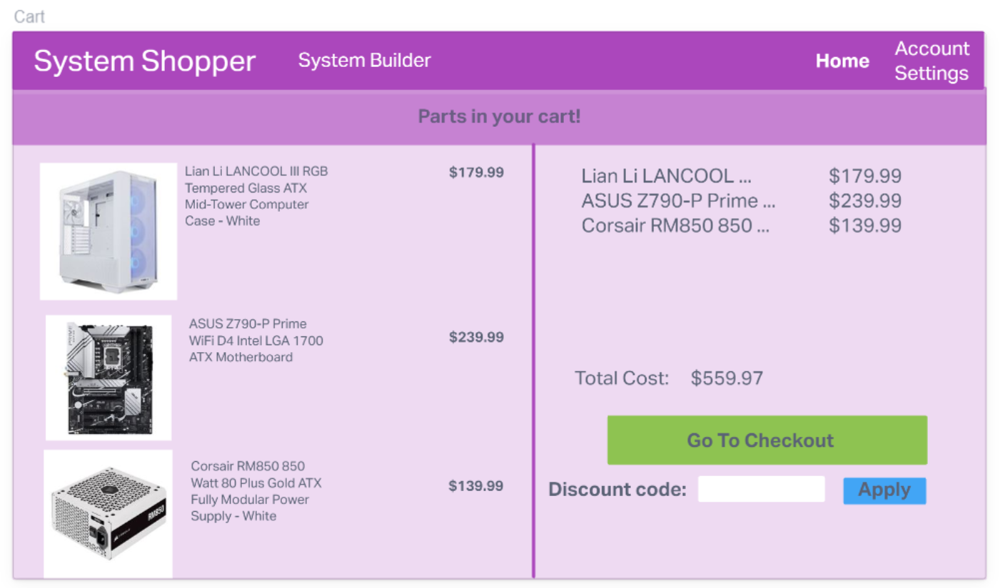 Cart
System Shopper
System Builder
Home
Account
Settings
Parts in your cart!
Lian Li LANCOOL III RGB
Tempered Glass ATX
Mid-Tower Computer
Case - White
$179.99
ASUS Z790-P Prime
WiFi D4 Intel LGA 1700
ATX Motherboard
$239.99
Corsair RM850 850
Watt 80 Plus Gold ATX
Fully Modular Power
Supply - White
$139.99
RM850
Lian Li LANCOOL ... $179.99
ASUS Z790-P Prime ... $239.99
Corsair RM850 850 ... $139.99
Total Cost: $559.97
Go To Checkout
Discount code:
Apply